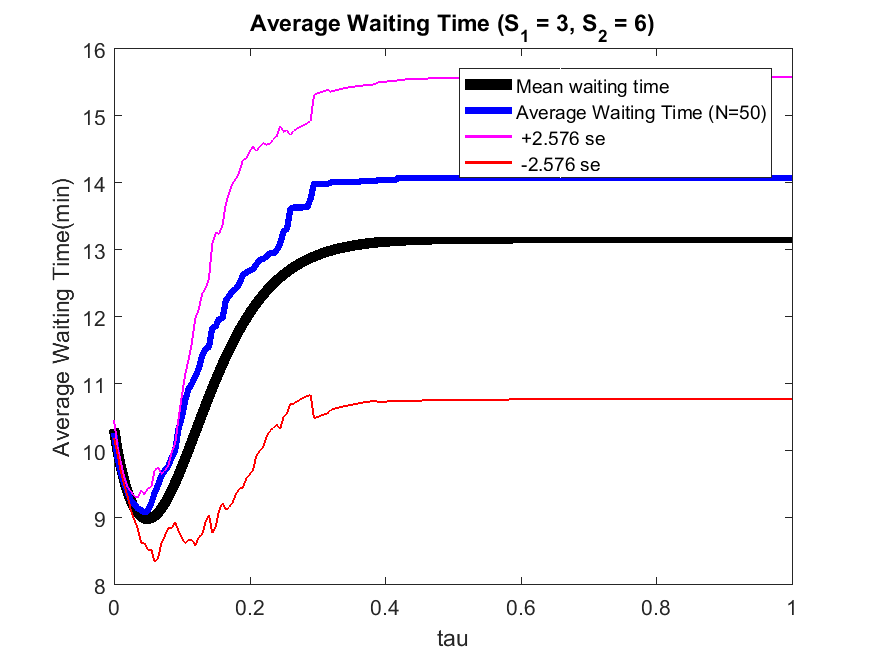 Average Waiting Time (S1 = 3, S2 = 6)
16
15
14
13
12
11
10
9
8
Average Waiting Time(min)
Mean waiting time
Average Waiting Time (N=50)
+2.576 se
-2.576 se
0 0.2 0.4 0.6 0.8 1
tau